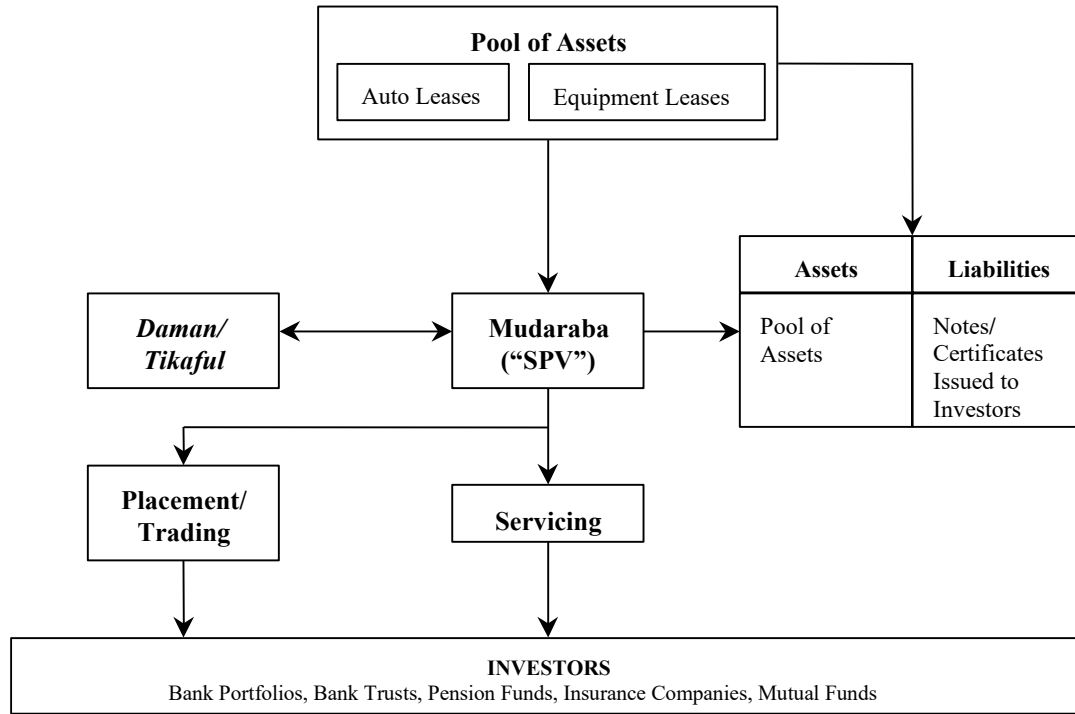 Pool of Assets
Auto Leases
Equipment Leases
Assets
Liabilities
Daman/
Tikaful
Mudaraba
(“SPV”)
Pool of
Assets
Notes/
Certificates
Issued to
Investors
Placement/
Trading
Servicing
INVESTORS
Bank Portfolios, Bank Trusts, Pension Funds, Insurance Companies, Mutual Funds